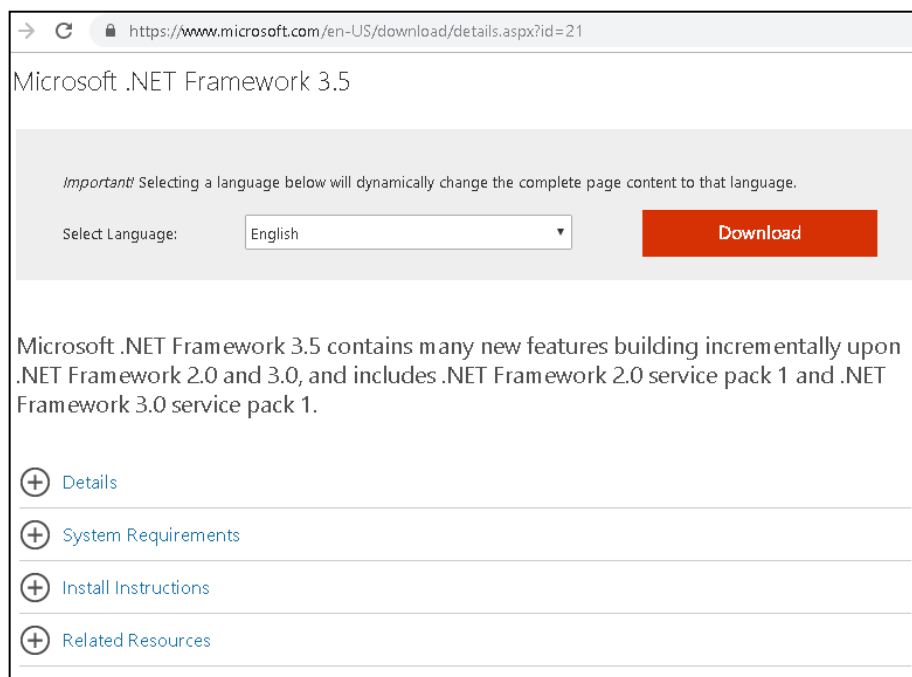 https://www.microsoft.com/en-US/download/details.aspx?id=21
Microsoft .NET Framework 3.5
Important! Selecting a language below will dynamically change the complete page content to that language.
Select Language:
English
Download
Microsoft .NET Framework 3.5 contains many new features building incrementally upon
.NET Framework 2.0 and 3.0, and includes .NET Framework 2.0 service pack 1 and .NET
Framework 3.0 service pack 1.
Details
System Requirements
Install Instructions
Related Resources